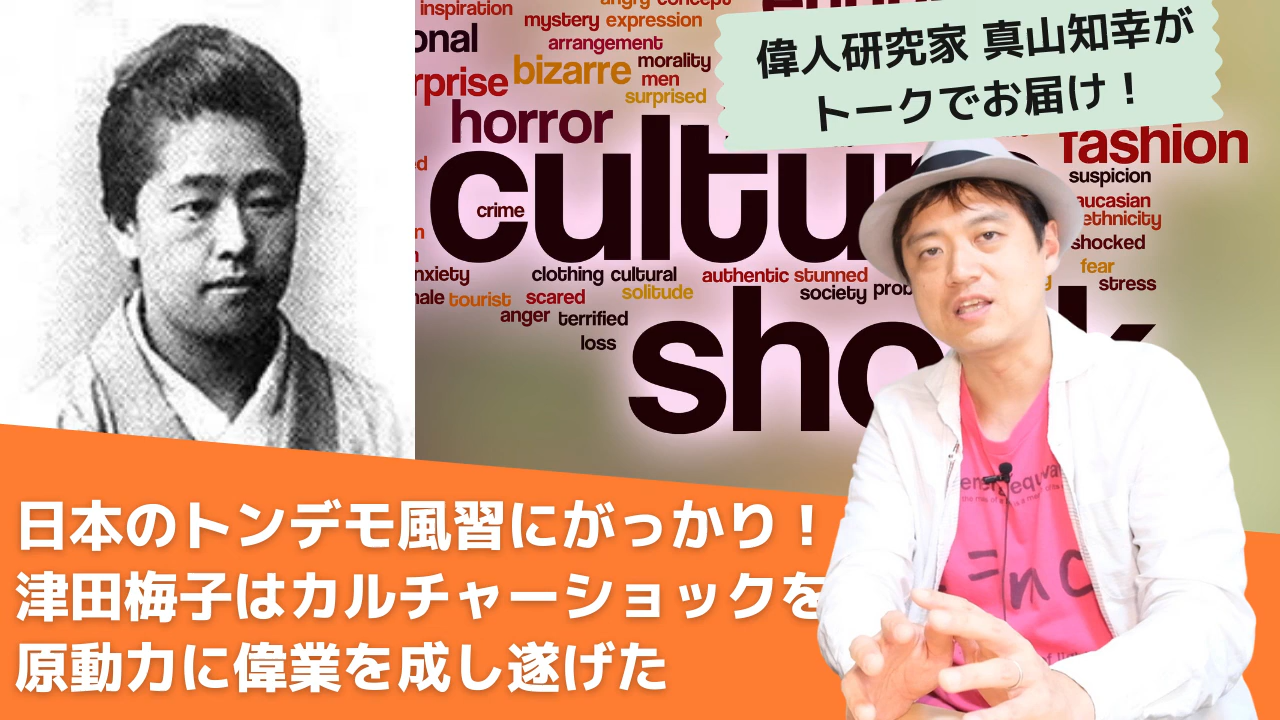 inspiration
mystery expression
arrangement
bizarre
morality
men
surprised
horror
偉人研究家 真山知幸が
トークでお届け！
fashion
suspicion
crime
ethnicity
shocked
fear
stress
clothing cultural
authentic stunned
tourist
scared
solitude
society
anger
terrified
loss
日本のトンデモ風習にがっかり！
津田梅子はカルチャーショックを
原動力に偉業を成し遂げた